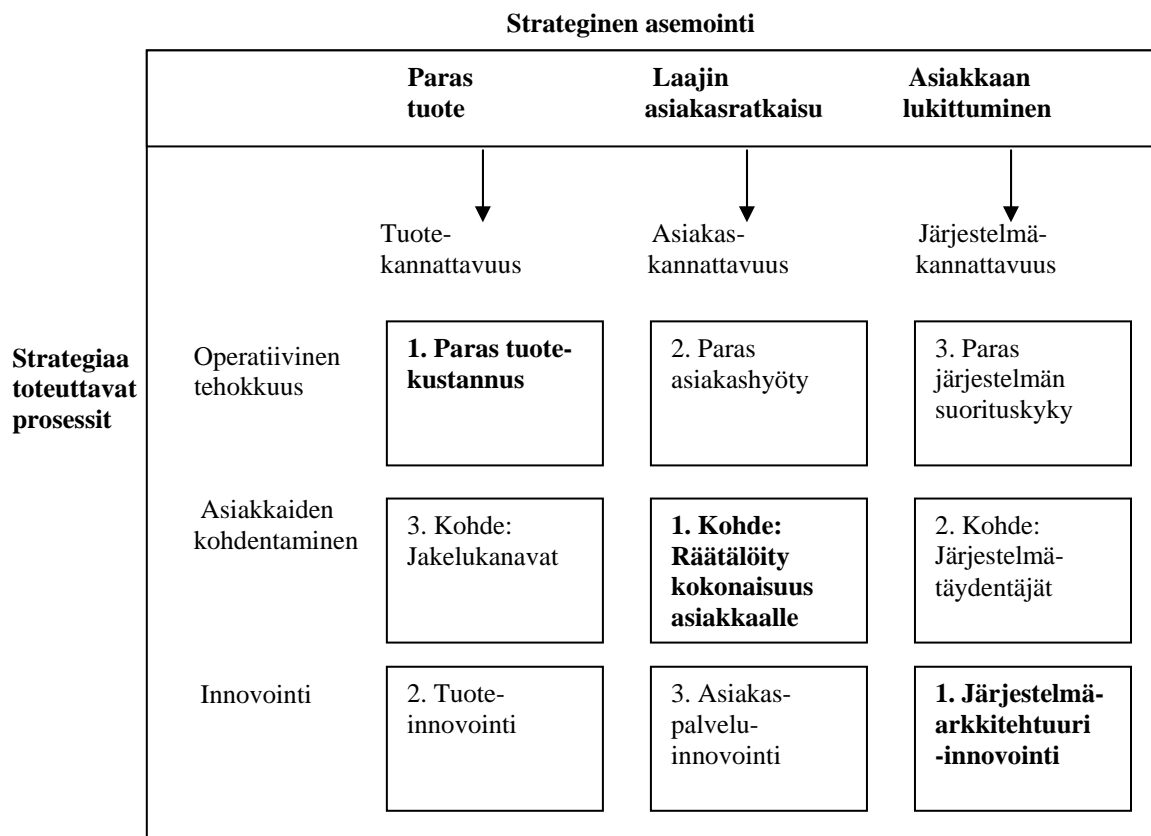 Strateginen asemointi
Paras
tuote
Laajin
asiakasratkaisu
Asiakkaan
lukittuminen
Tuote-
kannattavuus
Asiakas-
kannattavuus
Järjestelmä-
kannattavuus
Strategiaa
toteuttavat
prosessit
Operatiivinen
tehokkuus
1. Paras tuote-
kustannus
2. Paras
asiakashyöty
3. Paras
järjestelmän
suorituskyky
Asiakkaiden
kohdentaminen
3. Kohde:
Jakelukanavat
1. Kohde:
Räätälöity
kokonaisuus
asiakkaalle
2. Kohde:
Järjestelmä-
täydentäjät
Innovointi
2. Tuote-
innovointi
3. Asiakas-
palvelu-
innovointi
1. Järjestelmä-
arkkitehtuuri
-innovointi